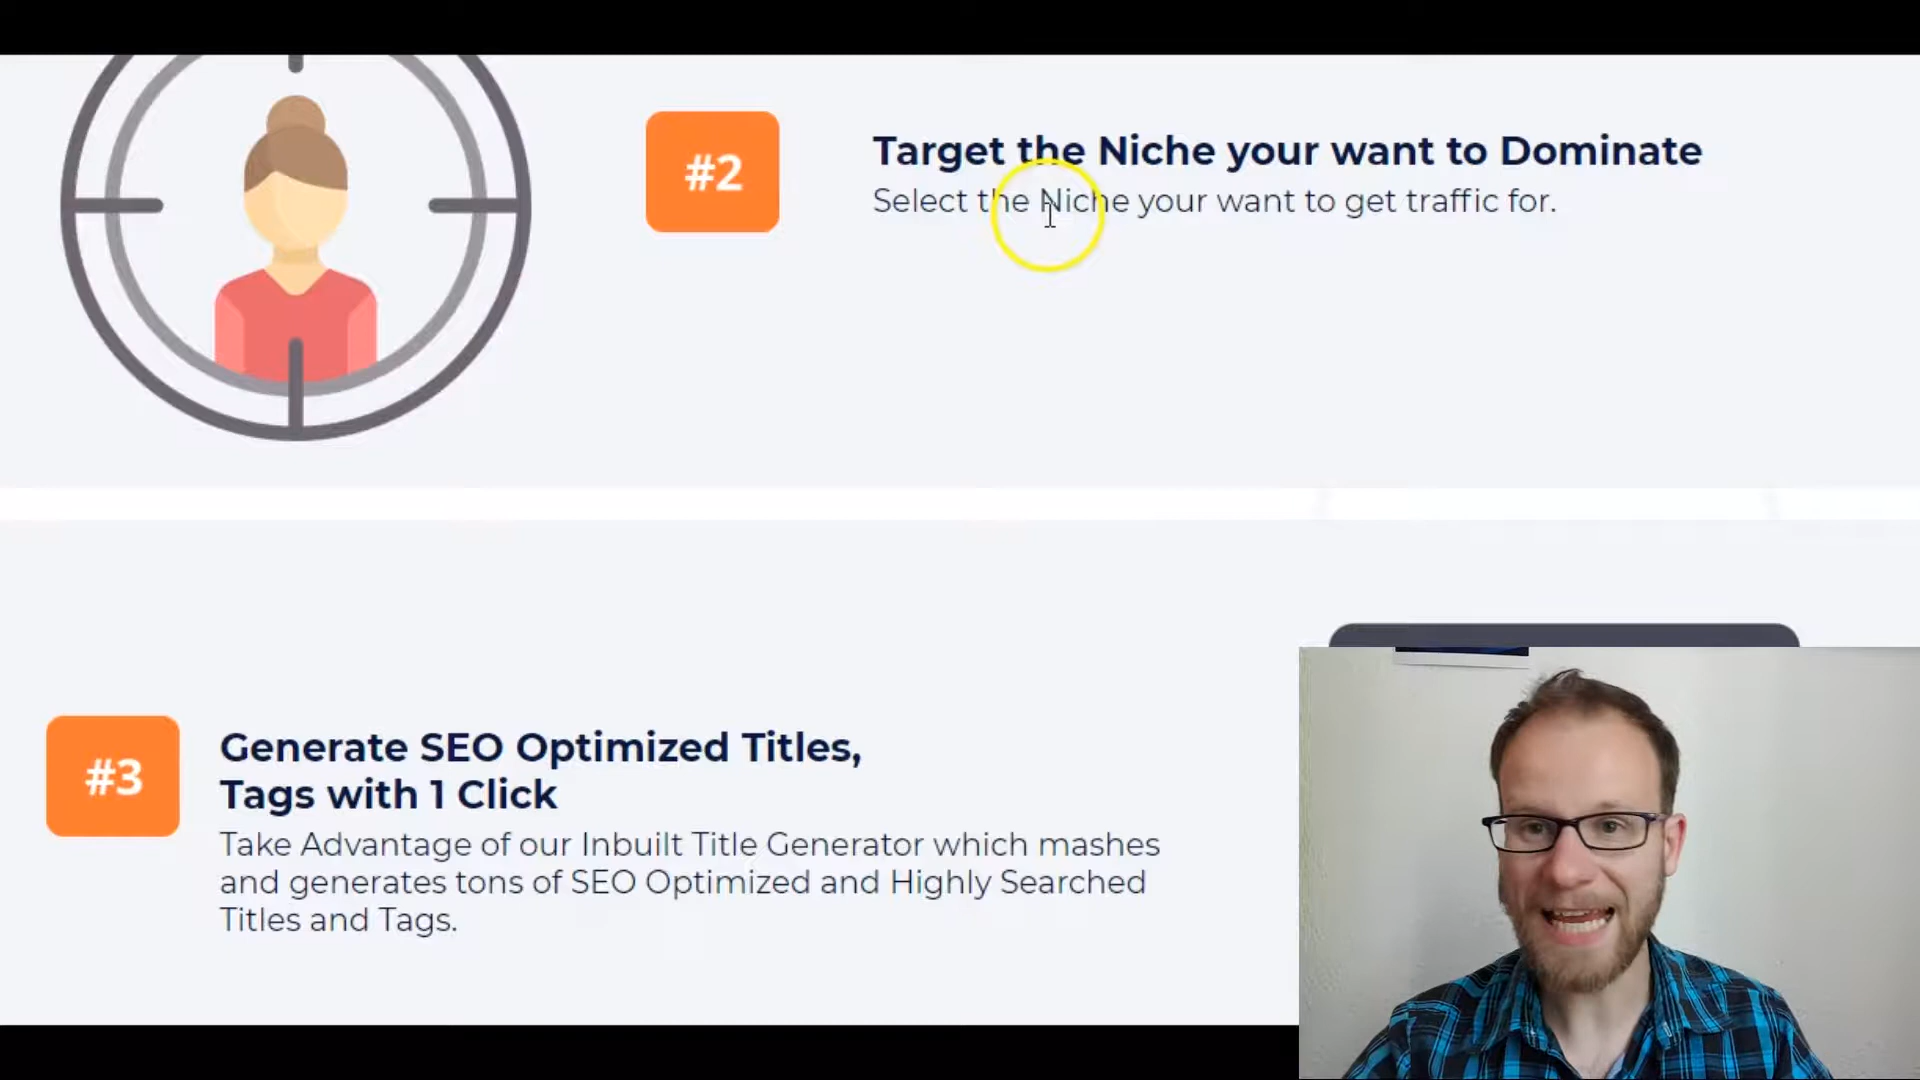 #2
Target the Niche your want to Dominate
Select the Niche your want to get traffic for.
#3
Generate SEO Optimized Titles,
Tags with 1 Click
Take Advantage of our Inbuilt Title Generator which mashes
and generates tons of SEO Optimized and Highly Searched
Titles and Tags.